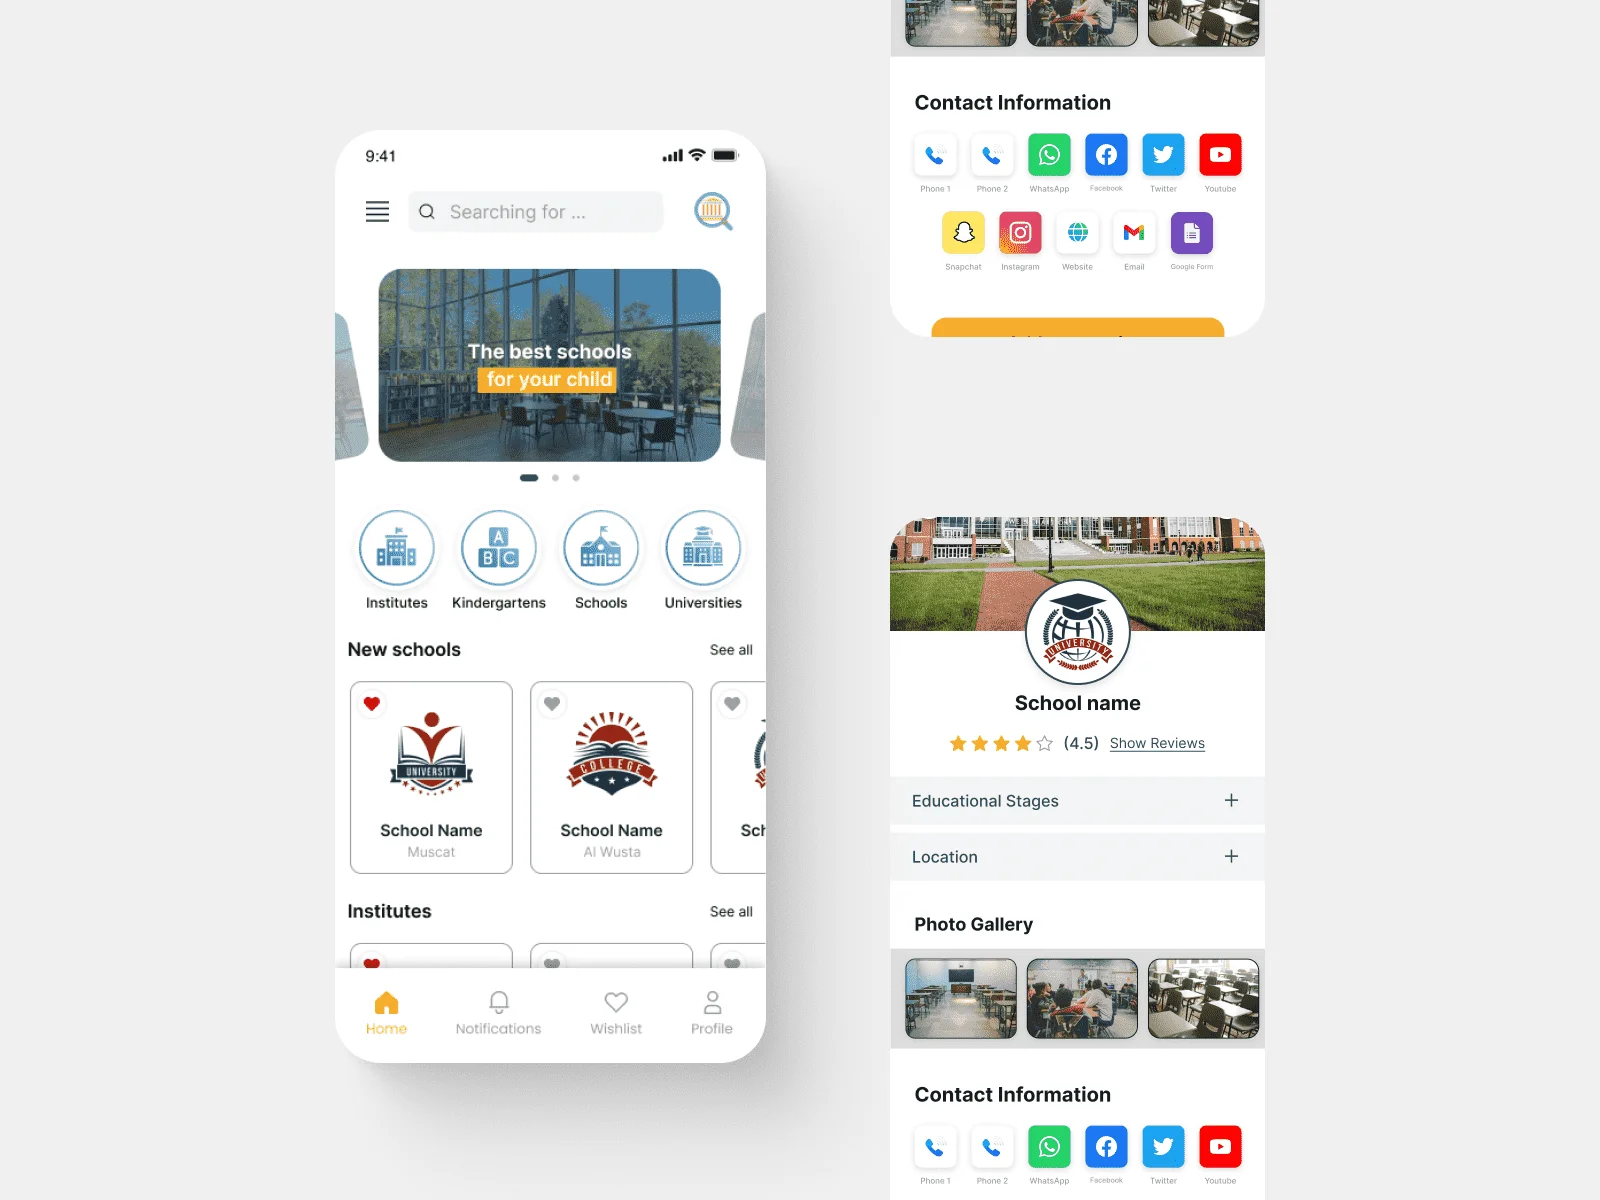 9:41
Searching for ...
The best schools
for your child
Institutes
Kindergartens
Schools
Universities
A
B C
New schools
See all
UNIVERSITY
School Name
Muscat
COLLEGE
School Name
Al Wusta
Sch
Institutes
See all
Home
Notifications
Wishlist
Profile
Contact Information
Phone 1
Phone 2
WhatsApp
Facebook
Twitter
Youtube
Snapchat
Instagram
Website
Email
Google Form
UNIVERSITY
School name
(4.5) Show Reviews
Educational Stages
Location
Photo Gallery
Contact Information
Phone 1
Phone 2
WhatsApp
Facebook
Twitter
Youtube